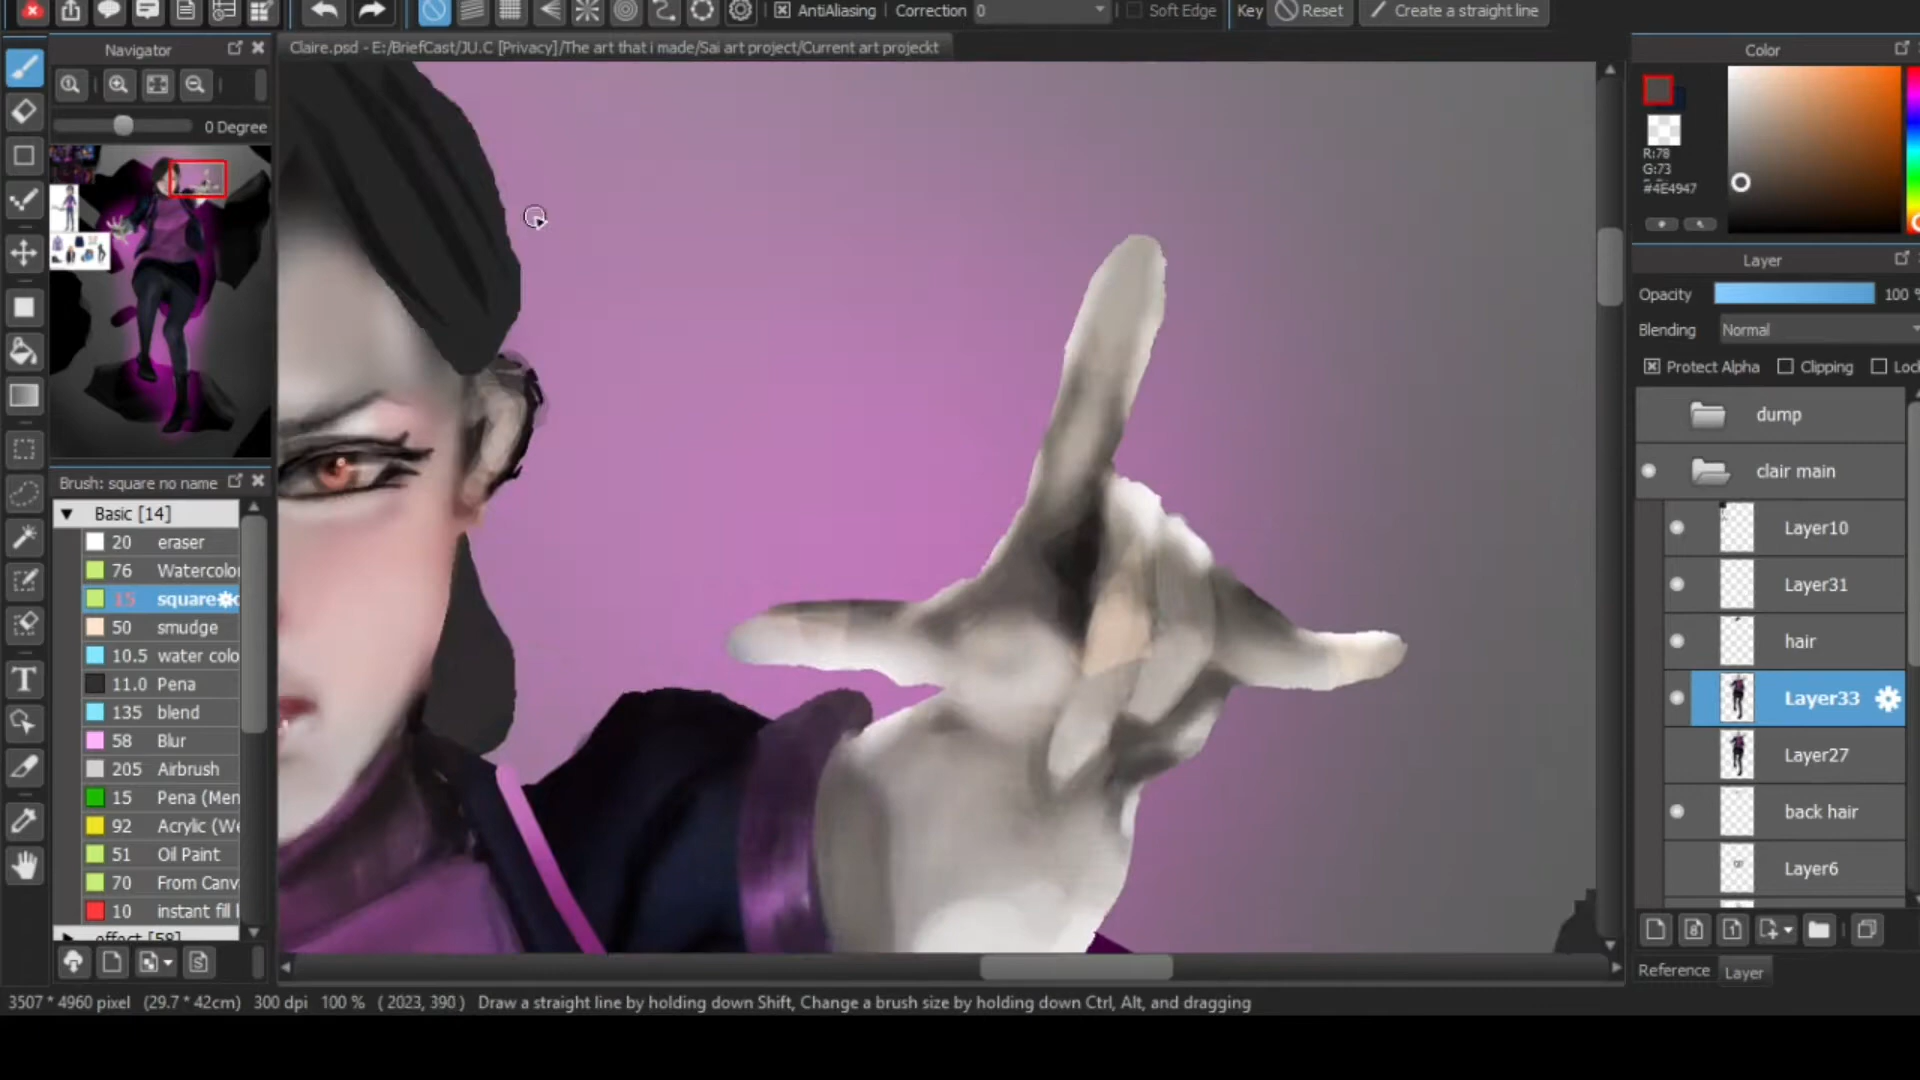 AntiAliasing
Correction 0
Soft Edge
Key
Reset
Create a straight line
Navigator
Claire.psd - E:/BriefCast/JU.C [Privacy]/The art that i made/Sai art project/Current art projeckt
0 Degree
Brush: square no name
Basic [14]
20 eraser
76 Watercolor
15 square
50 smudge
10.5 water colo
11.0 Pena
135 blend
58 Blur
205 Airbrush
15 Pena (Men
92 Acrylic (We
51 Oil Paint
70 From Canv
10 instant fill l
effect [58]
Color
R:78
G:73
#4E4947
Layer
Opacity 100 %
Blending Normal
Protect Alpha
Clipping
Loc
dump
clair main
Layer10
Layer31
hair
Layer33
Layer27
back hair
Layer6
Reference
Layer
3507 * 4960 pixel (29.7 * 42cm) 300 dpi 100 % ( 2023, 390 ) Draw a straight line by holding down Shift, Change a brush size by holding down Ctrl, Alt, and dragging